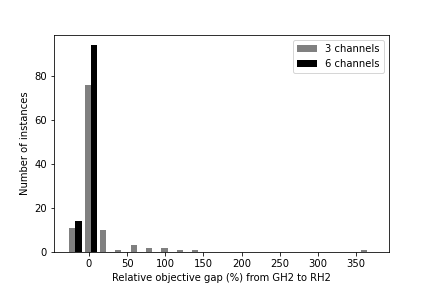 3 channels
6 channels
Number of instances
80
60
40
20
0
0 50 100 150 200 250 300 350
Relative objective gap (%) from GH2 to RH2